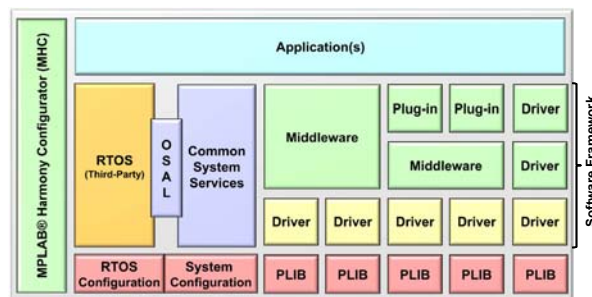 MPLAB® Harmony Configurator (MHC)
Application(s)
RTOS
(Third-Party)
O
S
A
L
Common
System
Services
Middleware
Plug-in
Plug-in
Driver
Middleware
Driver
Driver
Driver
Driver
Driver
Driver
RTOS
Configuration
System
Configuration
PLIB
PLIB
PLIB
PLIB
PLIB
Software Framework